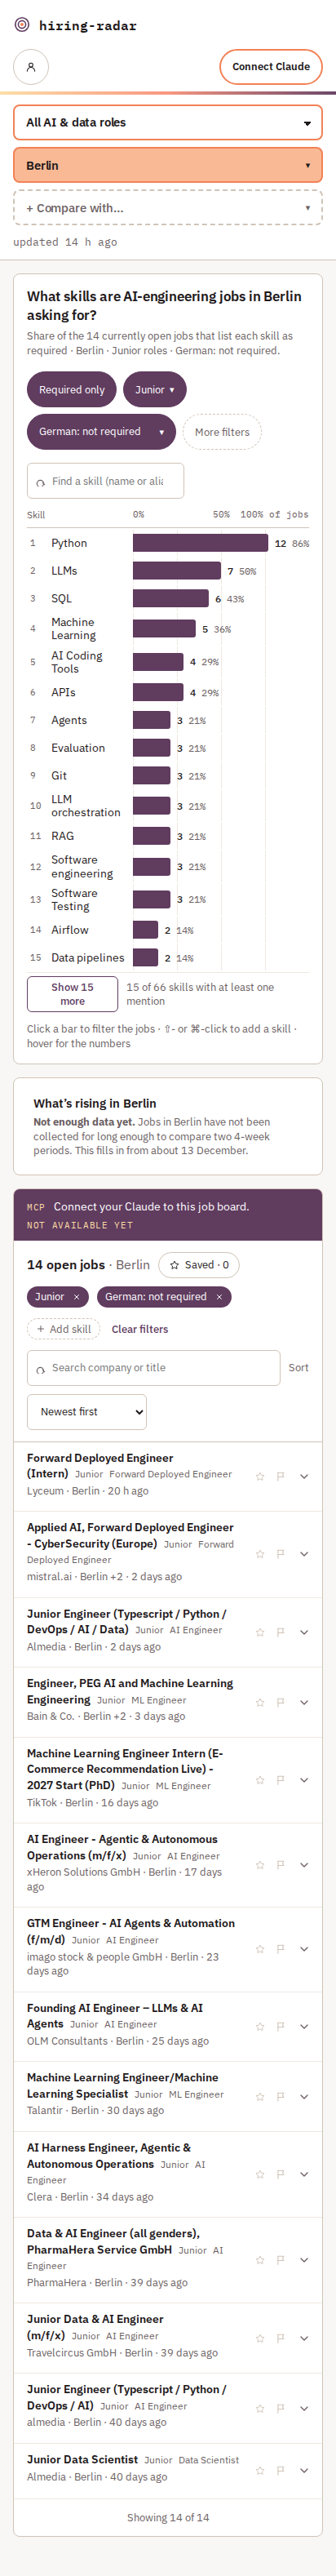 hiring-radar
Connect Claude
All AI & data roles
Berlin
+ Compare with...
updated 14 h ago
What skills are AI-engineering jobs in Berlin
asking for?
Share of the 14 currently open jobs that list each skill as
required · Berlin · Junior roles · German: not required.
Required only
Junior ▾
German: not required ▾
More filters
Find a skill (name or alia
Skill 0% 50% 100% of jobs
1 Python 12 86%
2 LLMs 7 50%
3 SQL 6 43%
4 Machine
Learning 5 36%
5 AI Coding
Tools 4 29%
6 APIs 4 29%
7 Agents 3 21%
8 Evaluation 3 21%
9 Git 3 21%
10 LLM
orchestration 3 21%
11 RAG 3 21%
12 Software
engineering 3 21%
13 Software
Testing 3 21%
14 Airflow 2 14%
15 Data pipelines 2 14%
Show 15
more
15 of 66 skills with at least one
mention
Click a bar to filter the jobs · ⇧- or ⌘-click to add a skill ·
hover for the numbers
What's rising in Berlin
Not enough data yet. Jobs in Berlin have not been
collected for long enough to compare two 4-week
periods. This fills in from about 13 December.
MCP Connect your Claude to this job board.
NOT AVAILABLE YET
14 open jobs · Berlin
Saved · 0
Junior ×
German: not required ×
+ Add skill
Clear filters
Search company or title
Sort
Newest first
Forward Deployed Engineer
(Intern) Junior Forward Deployed Engineer
Lyceum · Berlin · 20 h ago
Applied AI, Forward Deployed Engineer
- CyberSecurity (Europe) Junior Forward
Deployed Engineer
mistral.ai · Berlin +2 · 2 days ago
Junior Engineer (Typescript / Python /
DevOps / AI / Data) Junior AI Engineer
Almedia · Berlin · 2 days ago
Engineer, PEG AI and Machine Learning
Engineering Junior ML Engineer
Bain & Co. · Berlin +2 · 3 days ago
Machine Learning Engineer Intern (E-
Commerce Recommendation Live) -
2027 Start (PhD) Junior ML Engineer
TikTok · Berlin · 16 days ago
AI Engineer - Agentic & Autonomous
Operations (m/f/x) Junior AI Engineer
xHeron Solutions GmbH · Berlin · 17 days
ago
GTM Engineer - AI Agents & Automation
(f/m/d) Junior AI Engineer
imago stock & people GmbH · Berlin · 23
days ago
Founding AI Engineer – LLMs & AI
Agents Junior AI Engineer
OLM Consultants · Berlin · 25 days ago
Machine Learning Engineer/Machine
Learning Specialist Junior ML Engineer
Talantir · Berlin · 30 days ago
AI Harness Engineer, Agentic &
Autonomous Operations Junior AI
Engineer
Clera · Berlin · 34 days ago
Data & AI Engineer (all genders),
PharmaHera Service GmbH Junior AI
Engineer
PharmaHera · Berlin · 39 days ago
Junior Data & AI Engineer
(m/f/x) Junior AI Engineer
Travelcircus GmbH · Berlin · 39 days ago
Junior Engineer (Typescript / Python /
DevOps / AI) Junior AI Engineer
almedia · Berlin · 40 days ago
Junior Data Scientist Junior Data Scientist
Almedia · Berlin · 40 days ago
Showing 14 of 14